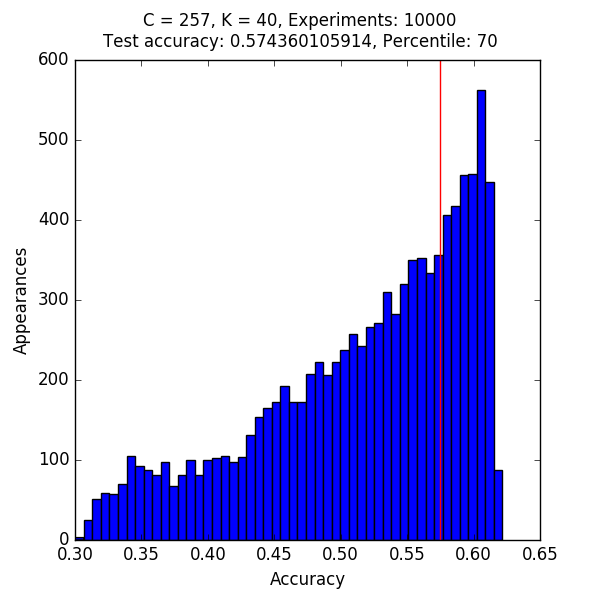 C = 257, K = 40, Experiments: 10000
Test accuracy: 0.574360105914, Percentile: 70
600
500
400
300
200
100
0
Appearances
0.30 0.35 0.40 0.45 0.50 0.55 0.60 0.65
Accuracy